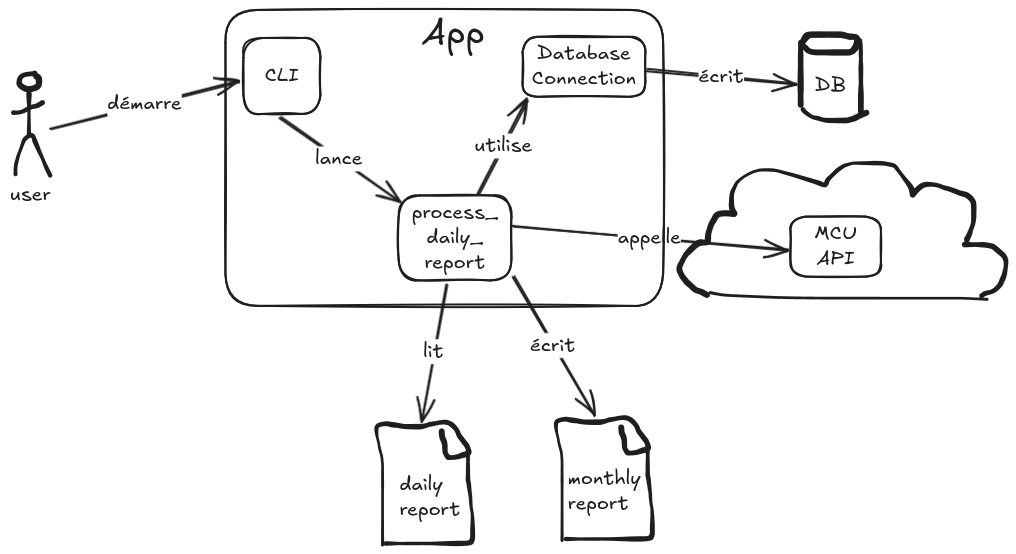 App
CLI
Database
Connection
écrit
DB
démarre
user
lance
utilise
process_
daily_
report
appelle
MCU
API
lit
écrit
daily
report
monthly
report